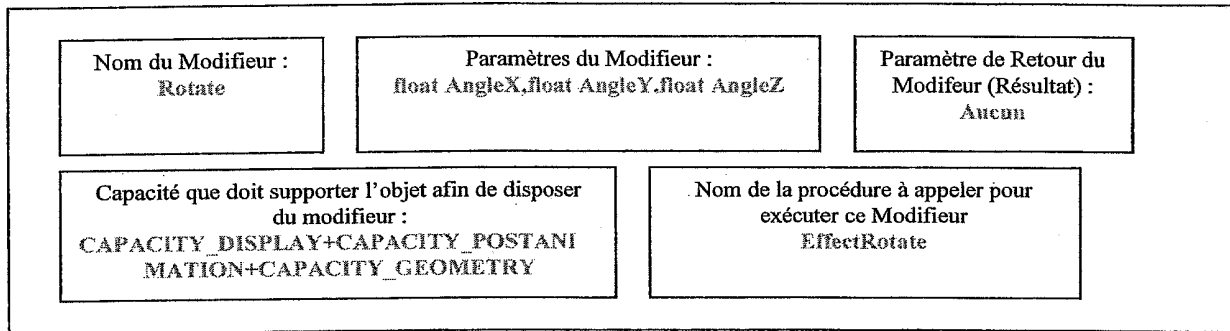 Nom du Modifieur :
Rotate
Paramètres du Modifieur :
float AngleX,float AngleY.float AngleZ
Paramètre de Retour du
Modifeur (Résultat) :
Aucun
Capacité que doit supporter l'objet afin de disposer
du modifieur :
CAPACITY_DISPLAY+CAPACITY_POSTANI
MATION+CAPACITY_GEOMETRY
Nom de la procédure à appeler pour
exécuter ce Modifieur
EffectRotate